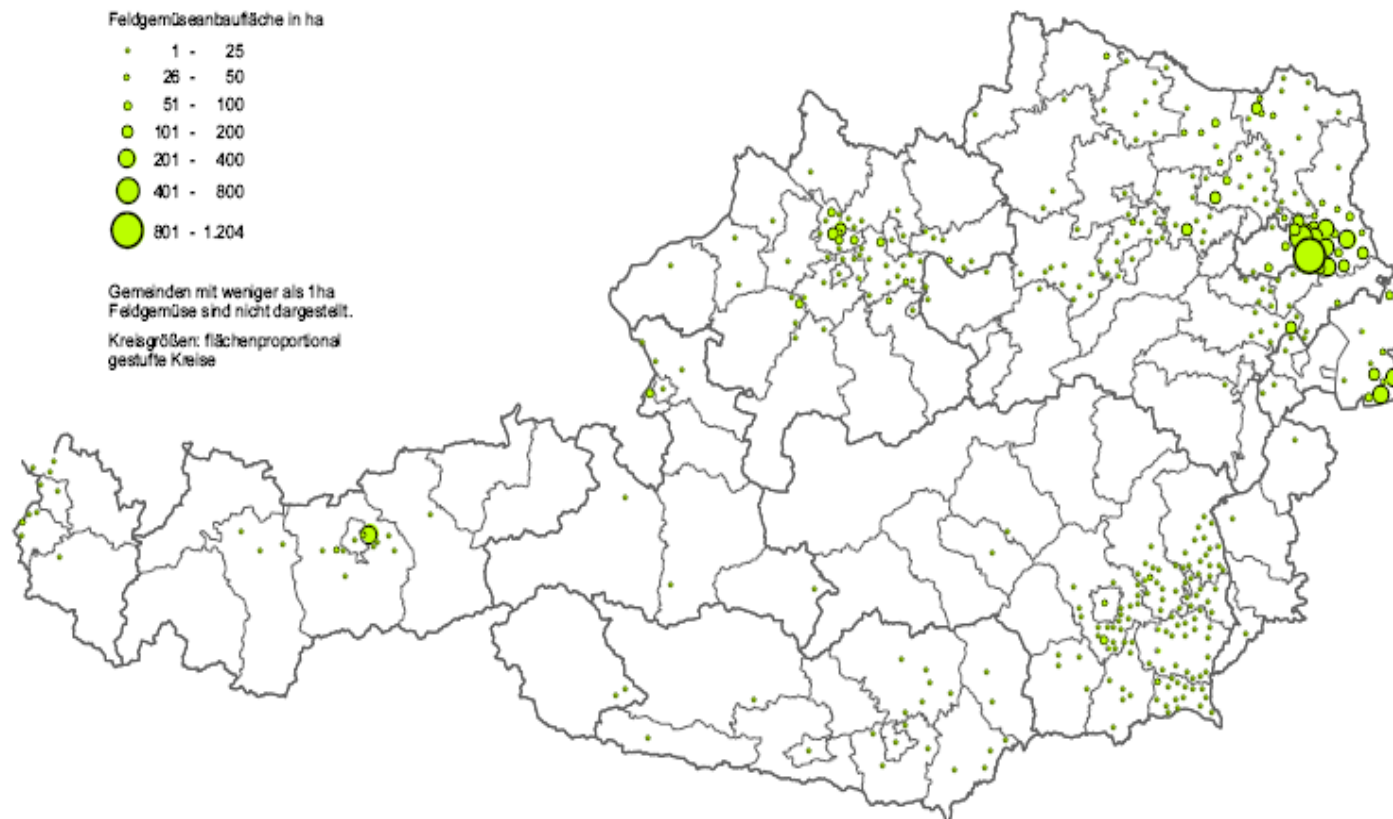 Feldgemüseanbaufläche in ha
1 - 25
26 - 50
51 - 100
101 - 200
201 - 400
401 - 800
801 - 1.204
Gemeinden mit weniger als 1ha
Feldgemüse sind nicht dargestellt.
Kreisgrößen: flächenproportional
gestufte Kreise